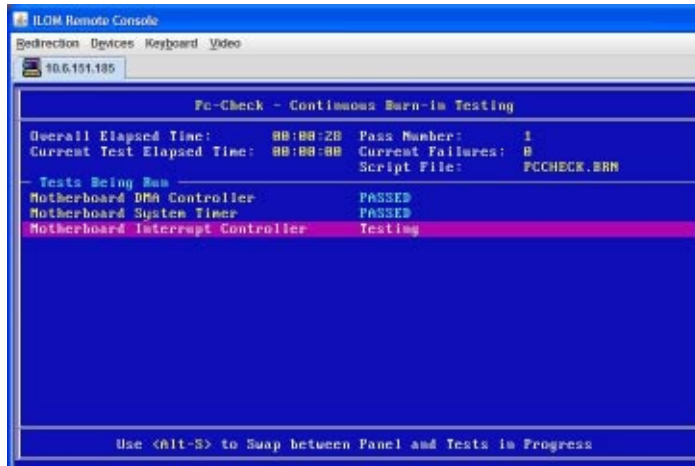 ILOM Remote Console
Redirection Devices Keyboard Video
10.6.151.185
Pc-Check - Continuous Burn-in Testing
Overall Elapsed Time: 00:00:28 Pass Number: 1
Current Test Elapsed Time: 00:00:00 Current Failures: 0
Script File: PCCHECK.BRN
Tests Being Run
Motherboard DMA Controller PASSED
Motherboard System Timer PASSED
Motherboard Interrupt Controller Testing
Use <Alt-S> to Swap between Panel and Tests in Progress